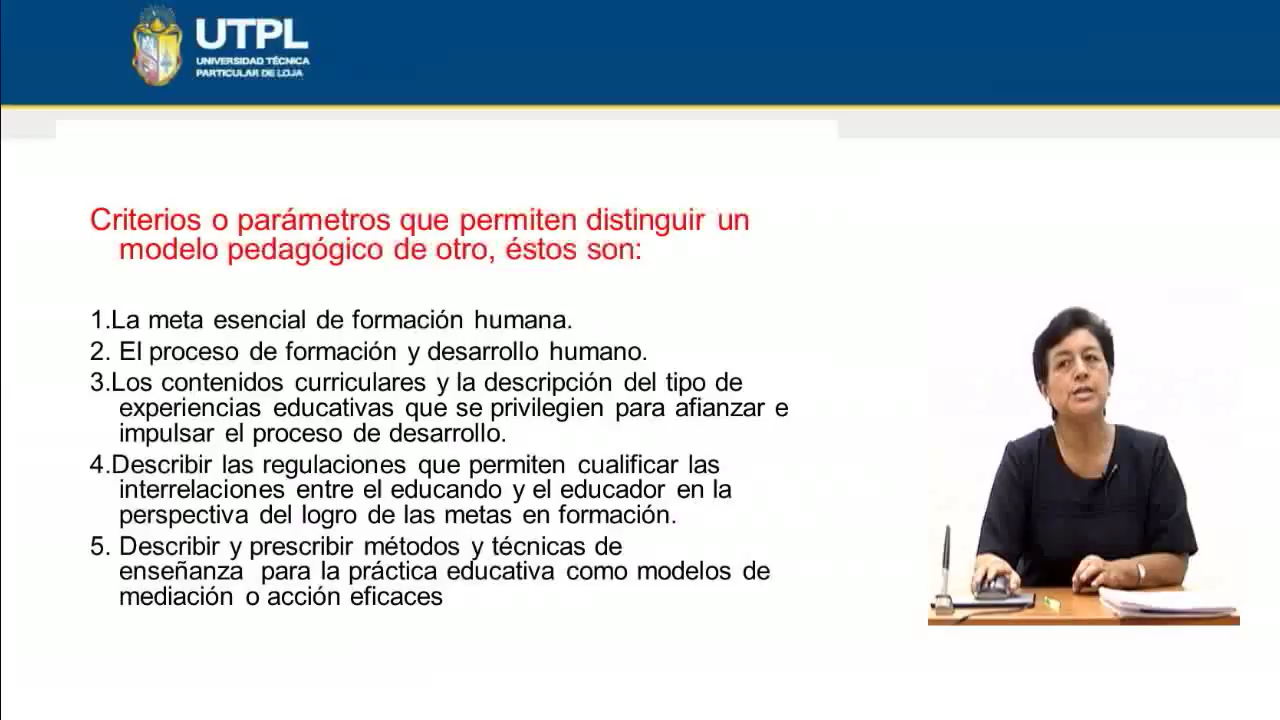 UTPL
UNIVERSIDAD TÉCNICA
PARTICULAR DE LOJA
Criterios o parámetros que permiten distinguir un
modelo pedagógico de otro, éstos son:
1.La meta esencial de formación humana.
2. El proceso de formación y desarrollo humano.
3.Los contenidos curriculares y la descripción del tipo de
experiencias educativas que se privilegien para afianzar e
impulsar el proceso de desarrollo.
4.Describir las regulaciones que permiten cualificar las
interrelaciones entre el educando y el educador en la
perspectiva del logro de las metas en formación.
5. Describir y prescribir métodos y técnicas de
enseñanza para la práctica educativa como modelos de
mediación o acción eficaces